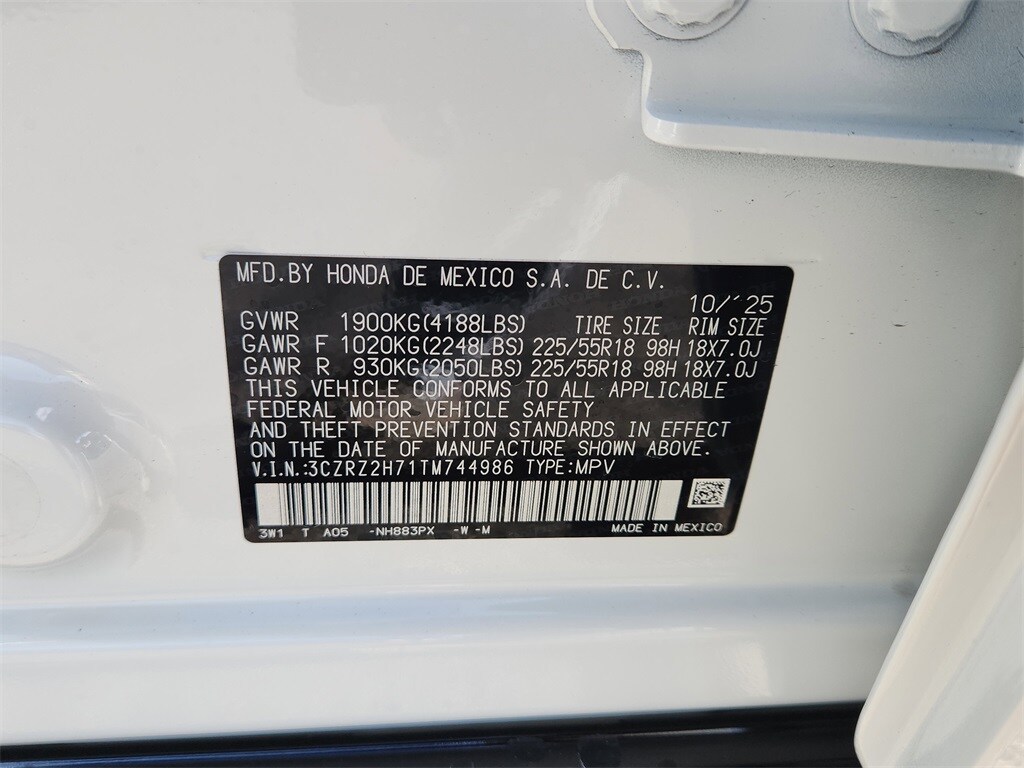 MFD.BY HONDA DE MEXICO S.A. DE C.V.
10/'25
GVWR 1900KG(4188LBS) TIRE SIZE RIM SIZE
GAWR F 1020KG(2248LBS) 225/55R18 98H 18X7.0J
GAWR R 930KG(2050LBS) 225/55R18 98H 18X7.0J
THIS VEHICLE CONFORMS TO ALL APPLICABLE
FEDERAL MOTOR VEHICLE SAFETY
AND THEFT PREVENTION STANDARDS IN EFFECT
ON THE DATE OF MANUFACTURE SHOWN ABOVE.
V.I.N.:3CZRZ2H71TM744986 TYPE:MPV
3W1 T A05 -NH883PX -W -M MADE IN MEXICO